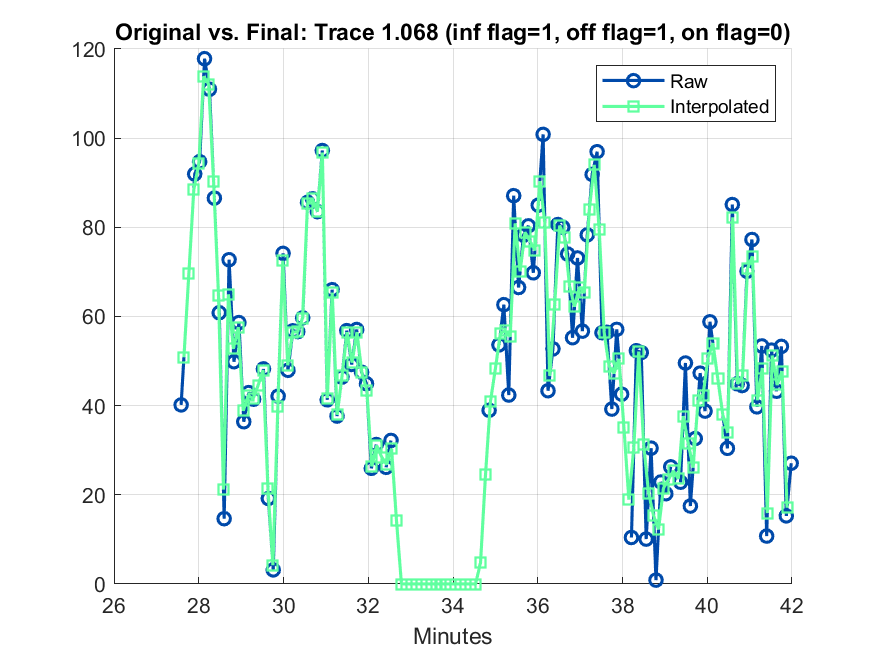 Original vs. Final: Trace 1.068 (inf flag=1, off flag=1, on flag=0)
120
100
80
60
40
20
0
Raw
Interpolated
26 28 30 32 34 36 38 40 42
Minutes